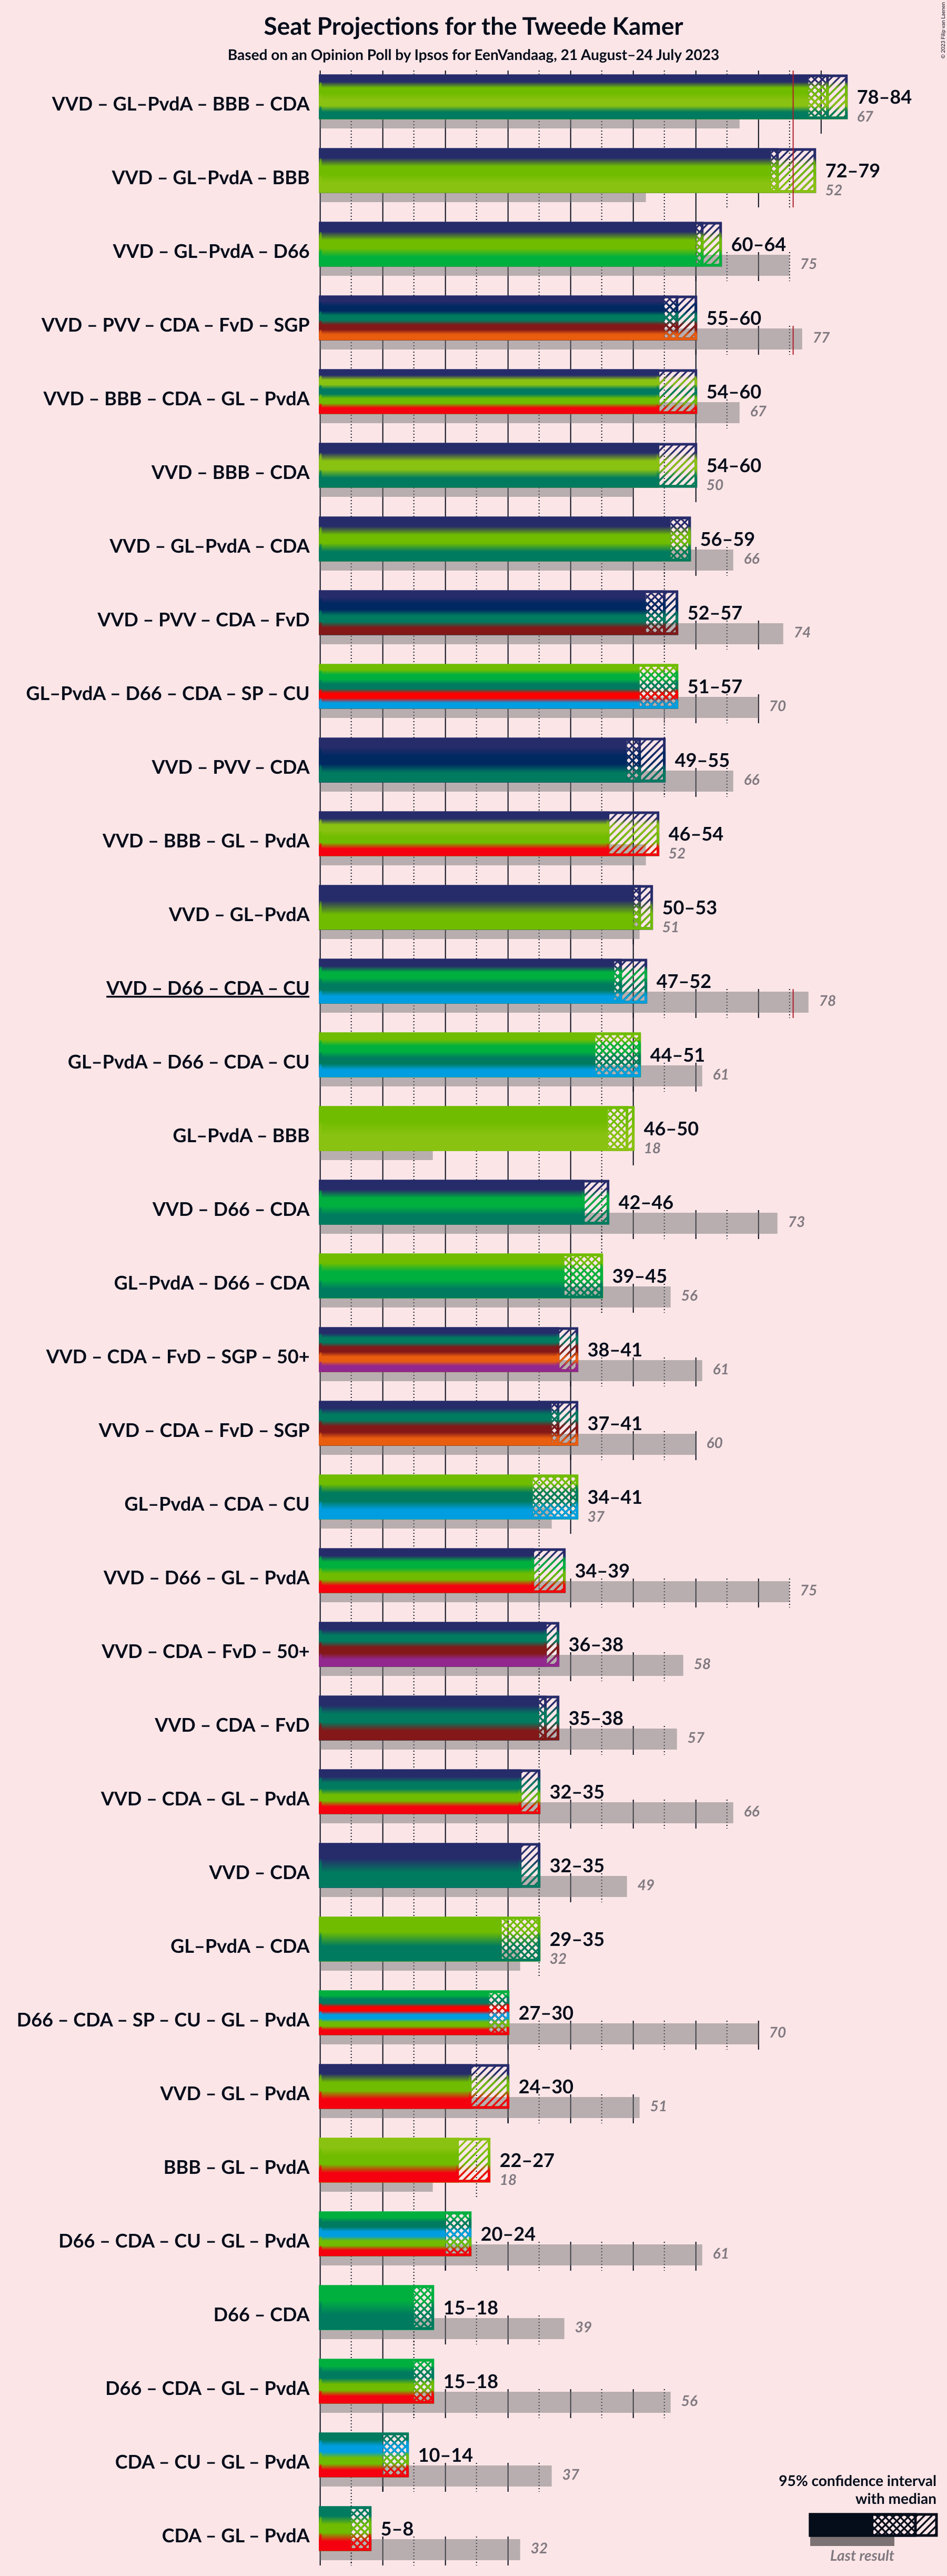 Seat Projections for the Tweede Kamer
Based on an Opinion Poll by Ipsos for EenVandaag, 21 August–24 July 2023
© 2023 Filip van Laenen
VVD – GL–PvdA – BBB – CDA
78–84
67
VVD – GL–PvdA – BBB
72–79
52
VVD – GL–PvdA – D66
60–64
75
VVD – PVV – CDA – FvD – SGP
55–60
77
VVD – BBB – CDA – GL – PvdA
54–60
67
VVD – BBB – CDA
54–60
50
VVD – GL–PvdA – CDA
56–59
66
VVD – PVV – CDA – FvD
52–57
74
GL–PvdA – D66 – CDA – SP – CU
51–57
70
VVD – PVV – CDA
49–55
66
VVD – BBB – GL – PvdA
46–54
52
VVD – GL–PvdA
50–53
51
VVD – D66 – CDA – CU
47–52
78
GL–PvdA – D66 – CDA – CU
44–51
61
GL–PvdA – BBB
46–50
18
VVD – D66 – CDA
42–46
73
GL–PvdA – D66 – CDA
39–45
56
VVD – CDA – FvD – SGP – 50+
38–41
61
VVD – CDA – FvD – SGP
37–41
60
GL–PvdA – CDA – CU
34–41
37
VVD – D66 – GL – PvdA
34–39
75
VVD – CDA – FvD – 50+
36–38
58
VVD – CDA – FvD
35–38
57
VVD – CDA – GL – PvdA
32–35
66
VVD – CDA
32–35
49
GL–PvdA – CDA
29–35
32
D66 – CDA – SP – CU – GL – PvdA
27–30
70
VVD – GL – PvdA
24–30
51
BBB – GL – PvdA
22–27
18
D66 – CDA – CU – GL – PvdA
20–24
61
D66 – CDA
15–18
39
D66 – CDA – GL – PvdA
15–18
56
CDA – CU – GL – PvdA
10–14
37
CDA – GL – PvdA
5–8
32
95% confidence interval
with median
Last result